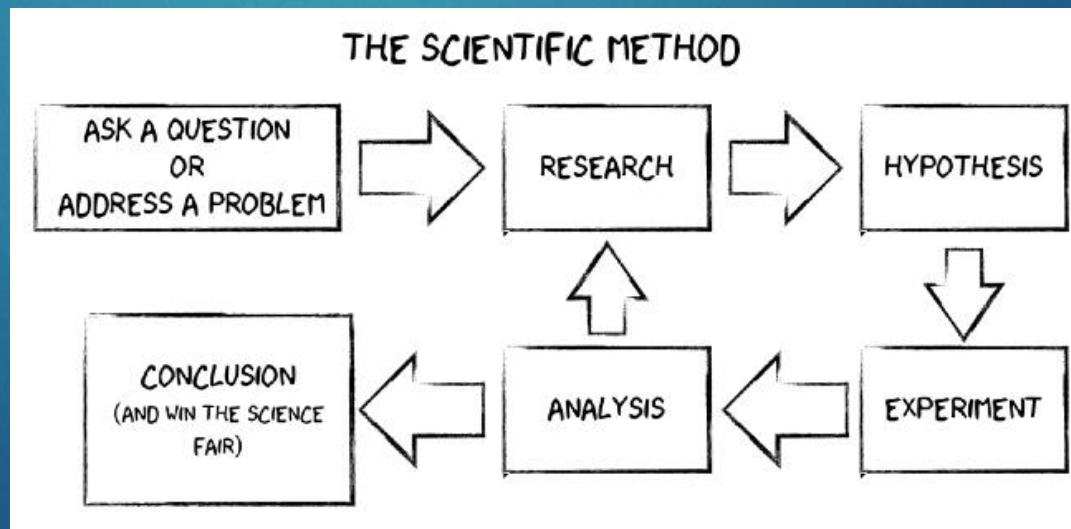 THE SCIENTIFIC METHOD
ASK A QUESTION
OR
ADDRESS A PROBLEM
RESEARCH
HYPOTHESIS
EXPERIMENT
ANALYSIS
CONCLUSION
(AND WIN THE SCIENCE
FAIR)